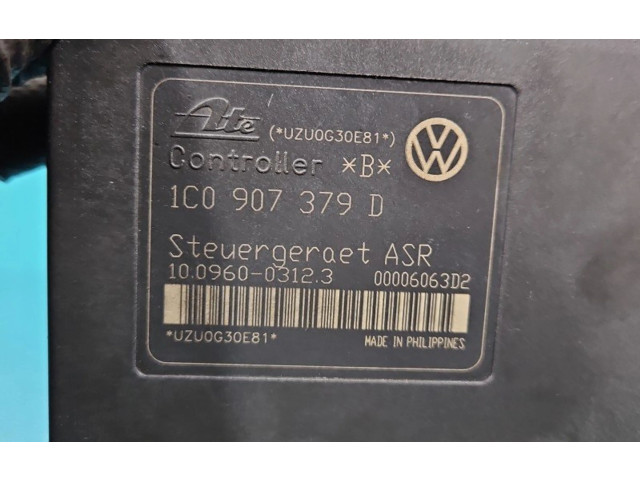 Ate (*UZU0G30E81*)
Controller *B*
1C0 907 379 D
Steuergeraet ASR
10.0960-0312.3 00006063D2
*UZU0G30E81* MADE IN PHILIPPINES